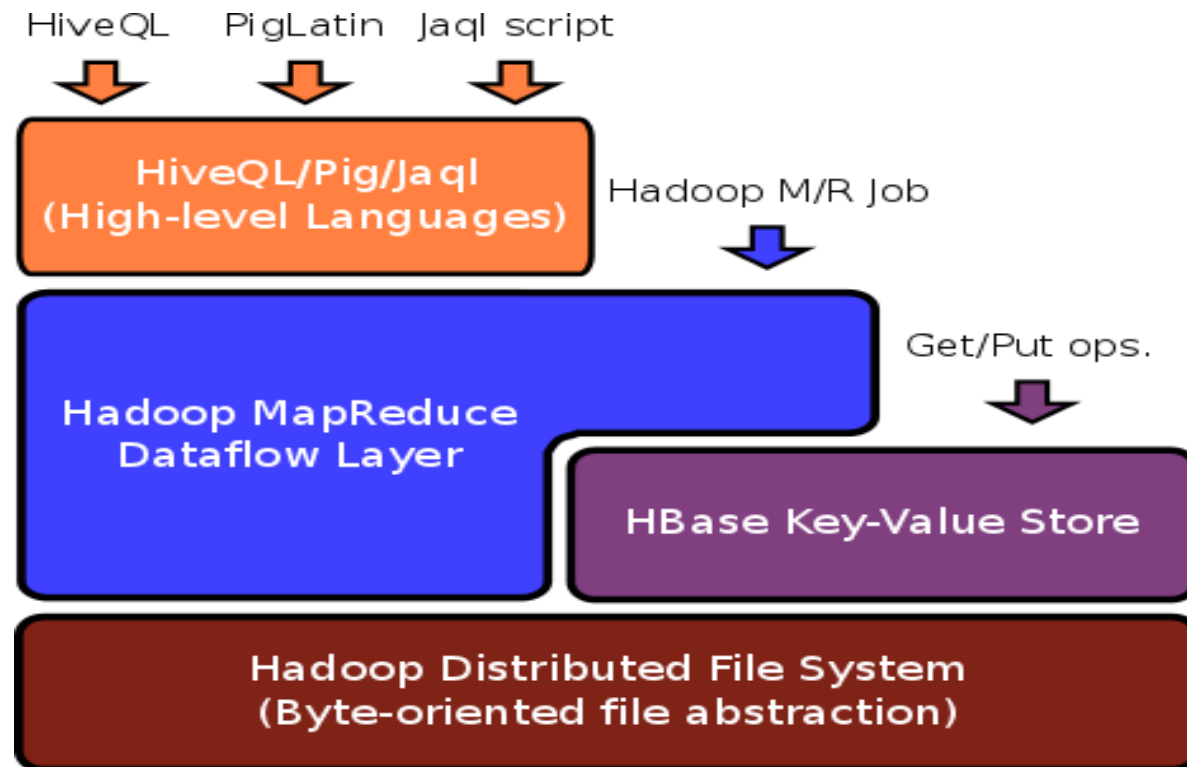 HiveQL PigLatin Jaql script
HiveQL/Pig/Jaql
(High-level Languages)
Hadoop M/R Job
Get/Put ops.
Hadoop MapReduce
Dataflow Layer
HBase Key-Value Store
Hadoop Distributed File System
(Byte-oriented file abstraction)